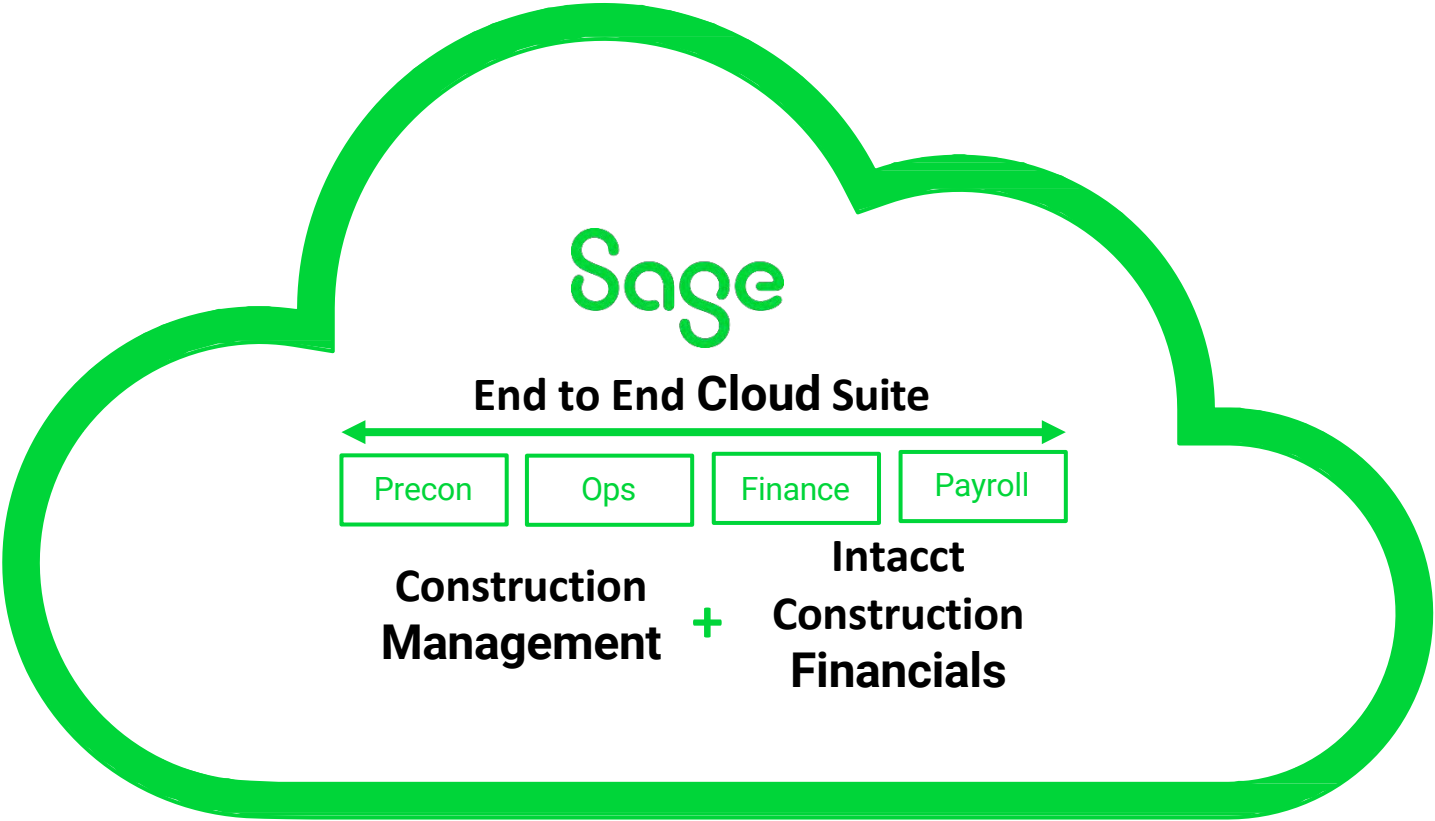 Sage
End to End Cloud Suite
Precon
Ops
Finance
Payroll
Construction
Management
+
Intacct
Construction
Financials